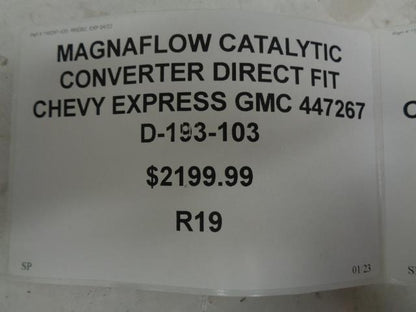 MAGNAFLOW CATALYTIC
CONVERTER DIRECT FIT
CHEVY EXPRESS GMC 447267
D-193-103
$2199.99
R19
SP
01/23